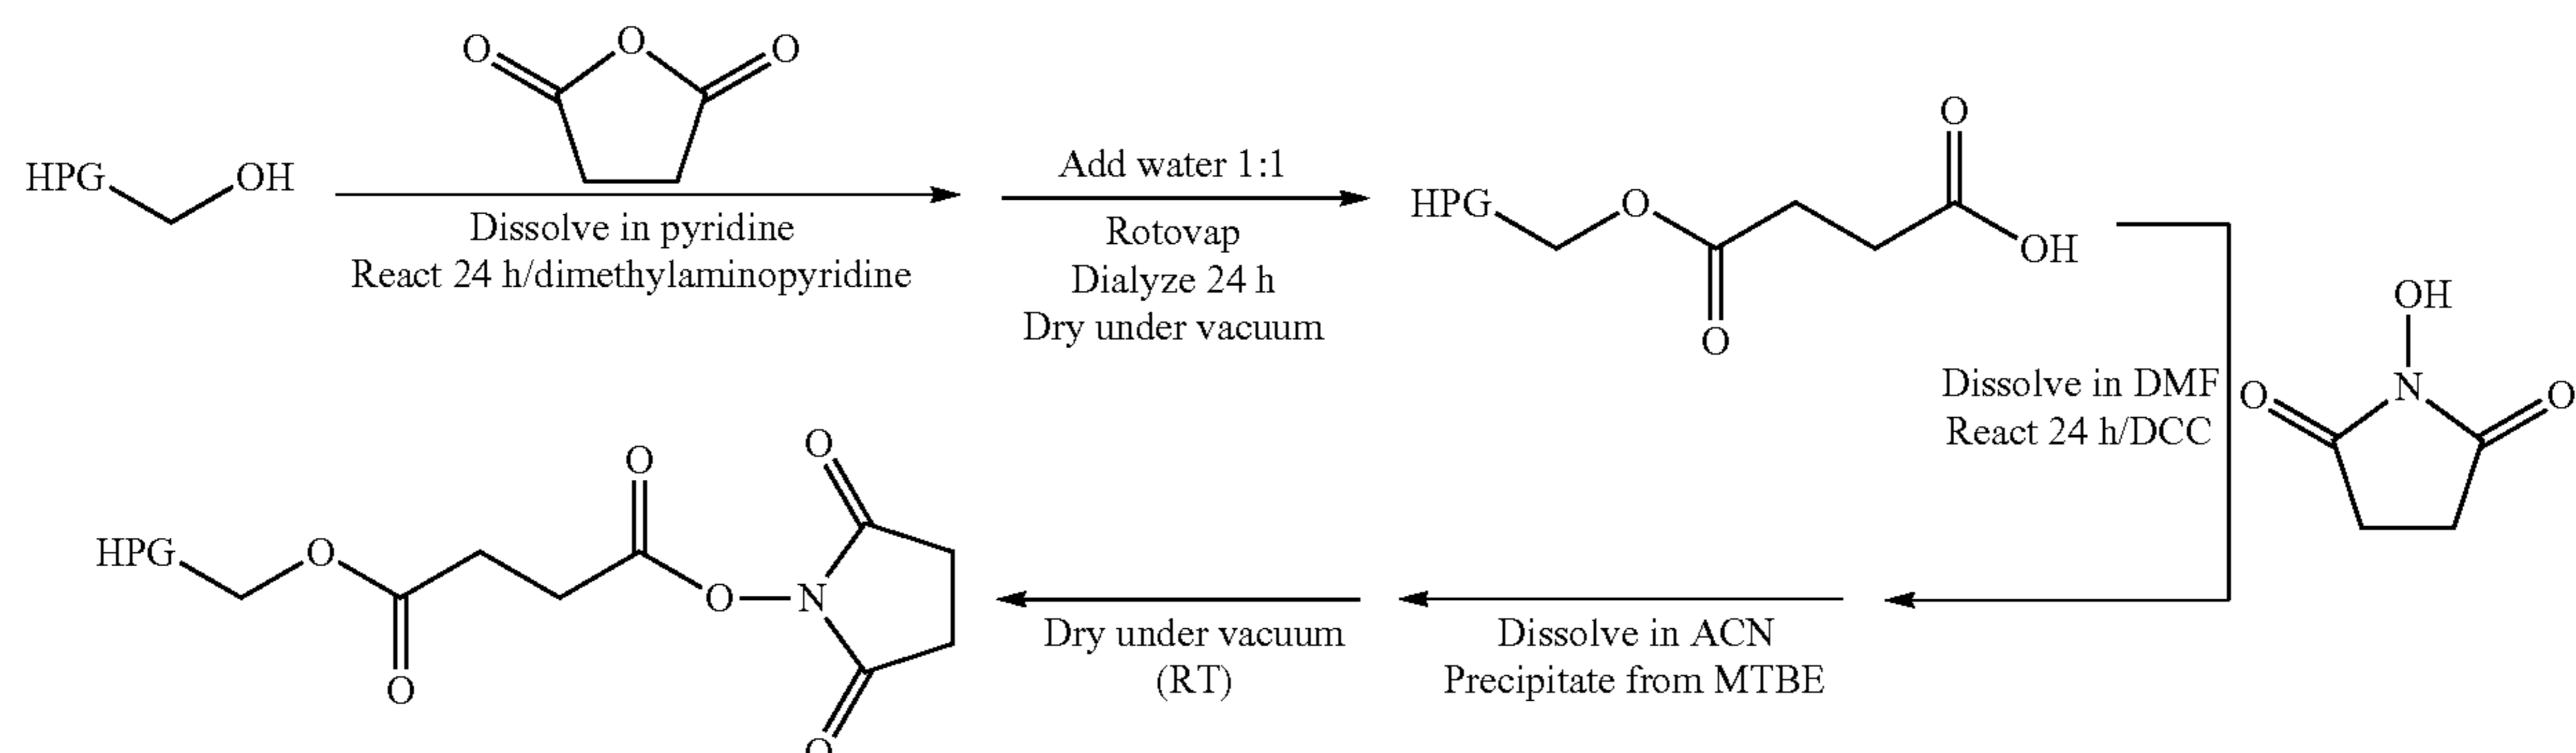 O
O
O
HPG
OH
Dissolve in pyridine
React 24 h/dimethylaminopyridine
Add water 1:1
Rotovap
Dialyze 24 h
Dry under vacuum
HPG
O
O
O
OH
Dissolve in DMF
React 24 h/DCC
OH
N
O
O
Dissolve in ACN
Precipitate from MTBE
Dry under vacuum
(RT)
HPG
O
O
O
O
N
O
O